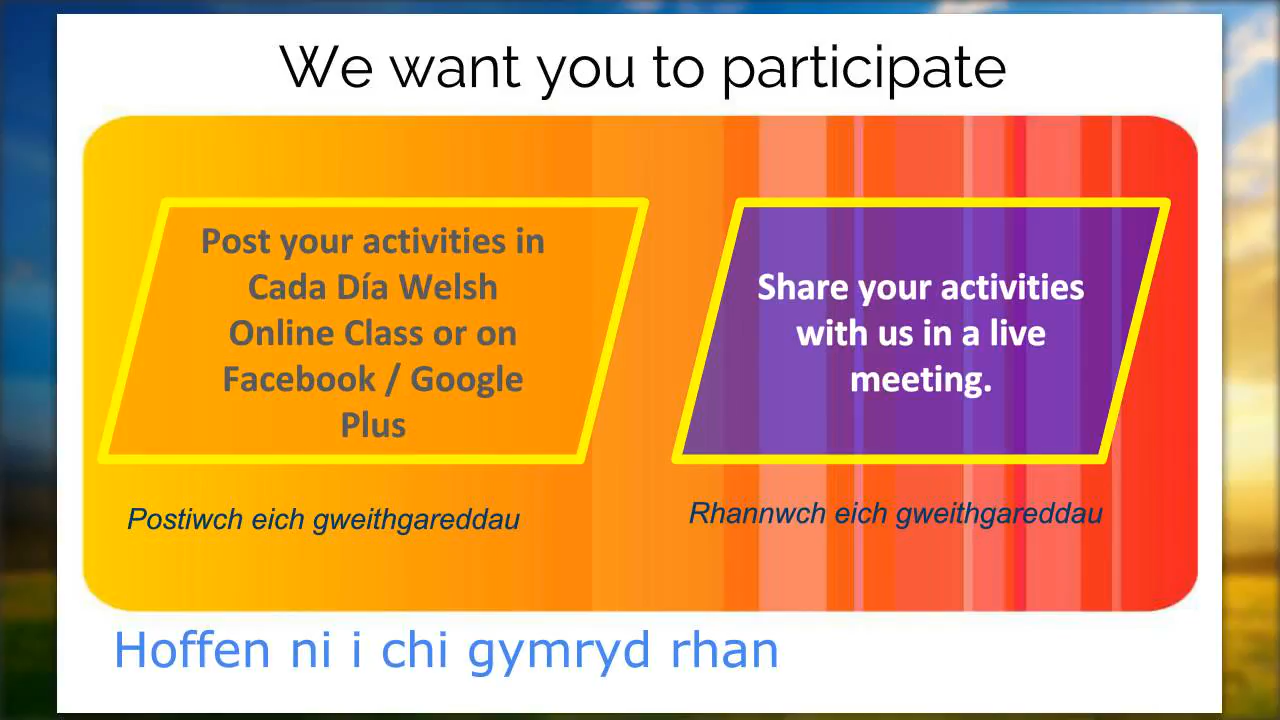 We want you to participate
Post your activities in
Cada Día Welsh
Online Class or on
Facebook / Google
Plus
Share your activities
with us in a live
meeting.
Postiwch eich gweithgareddau
Rhannwch eich gweithgareddau
Hoffen ni i chi gymryd rhan